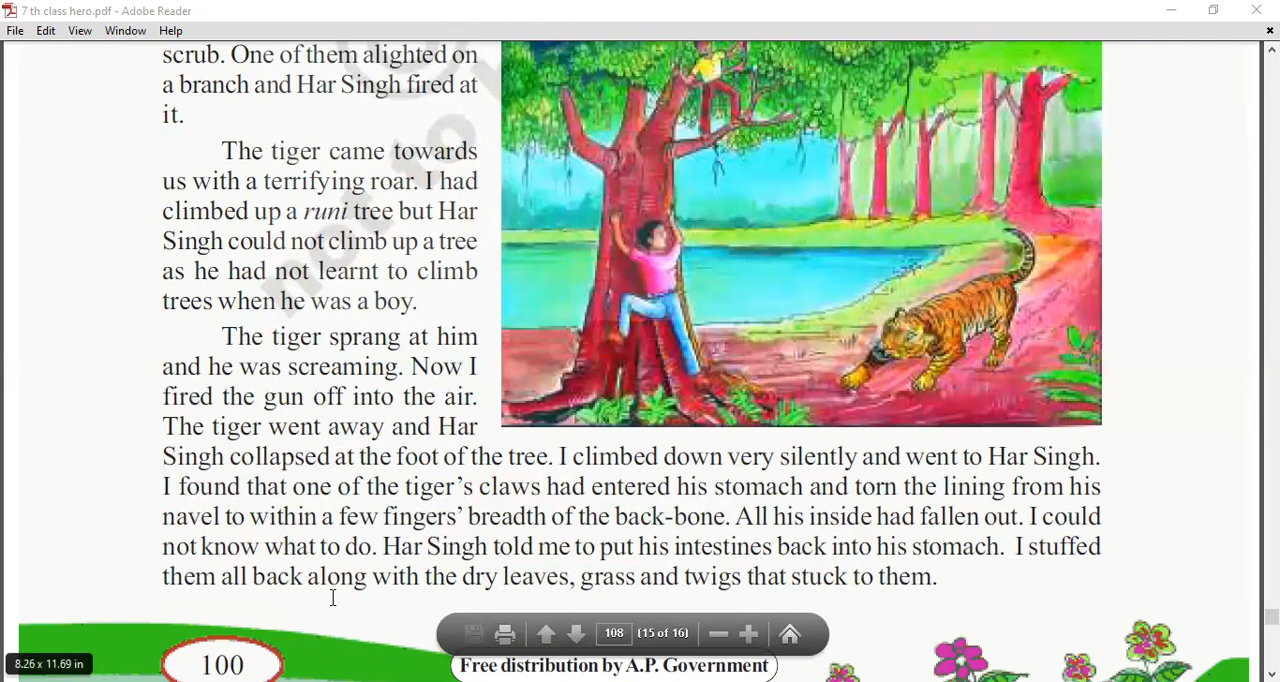 7 th class hero.pdf - Adobe Reader
File Edit View Window Help
scrub. One of them alighted on
a branch and Har Singh fired at
it.
The tiger came towards
us with a terrifying roar. I had
climbed up a runi tree but Har
Singh could not climb up a tree
as he had not learnt to climb
trees when he was a boy.
The tiger sprang at him
and he was screaming. Now I
fired the gun off into the air.
The tiger went away and Har
Singh collapsed at the foot of the tree. I climbed down very silently and went to Har Singh.
I found that one of the tiger’s claws had entered his stomach and torn the lining from his
navel to within a few fingers’ breadth of the back-bone. All his inside had fallen out. I could
not know what to do. Har Singh told me to put his intestines back into his stomach. I stuffed
them all back along with the dry leaves, grass and twigs that stuck to them.
not to
108 (15 of 16)
8.26 x 11.69 in
100
Free distribution by A.P. Government